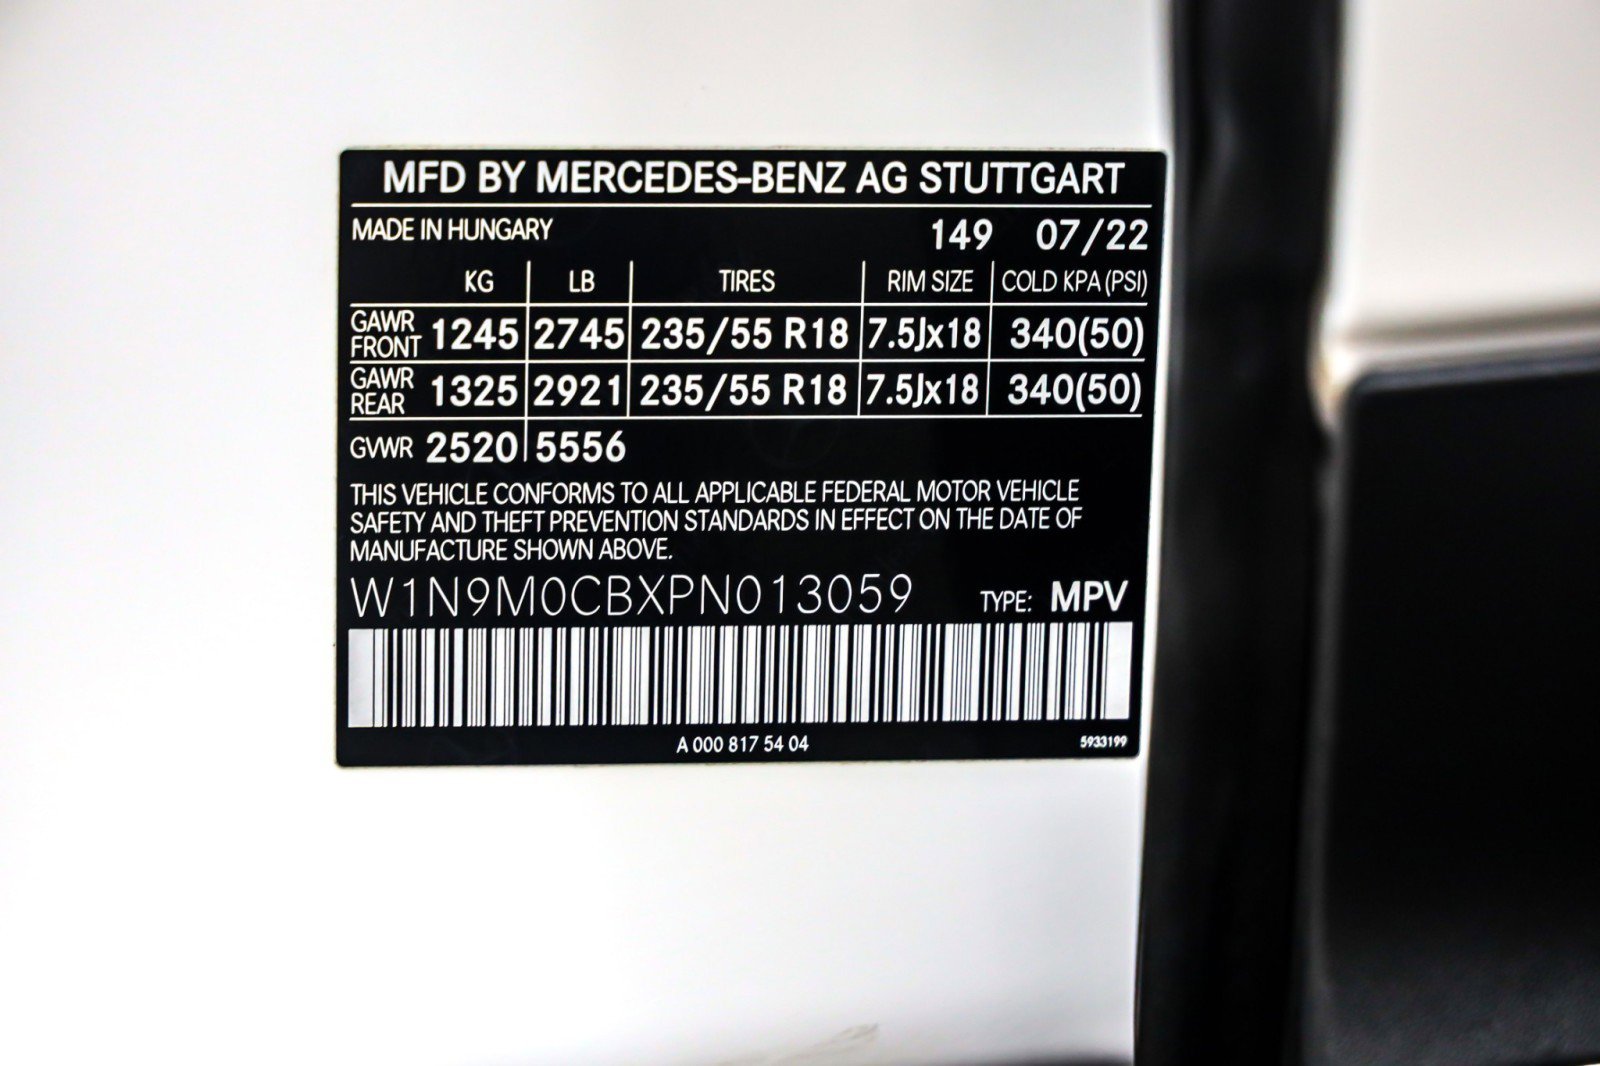 MFD BY MERCEDES-BENZ AG STUTTGART
MADE IN HUNGARY 149 07/22
KG LB TIRES RIM SIZE COLD KPA (PSI)
GAWR FRONT 1245 2745 235/55 R18 7.5Jx18 340(50)
GAWR REAR 1325 2921 235/55 R18 7.5Jx18 340(50)
GVWR 2520 5556
THIS VEHICLE CONFORMS TO ALL APPLICABLE FEDERAL MOTOR VEHICLE
SAFETY AND THEFT PREVENTION STANDARDS IN EFFECT ON THE DATE OF
MANUFACTURE SHOWN ABOVE.
W1N9M0CBXPN013059 TYPE: MPV
A 000 817 54 04 5933199